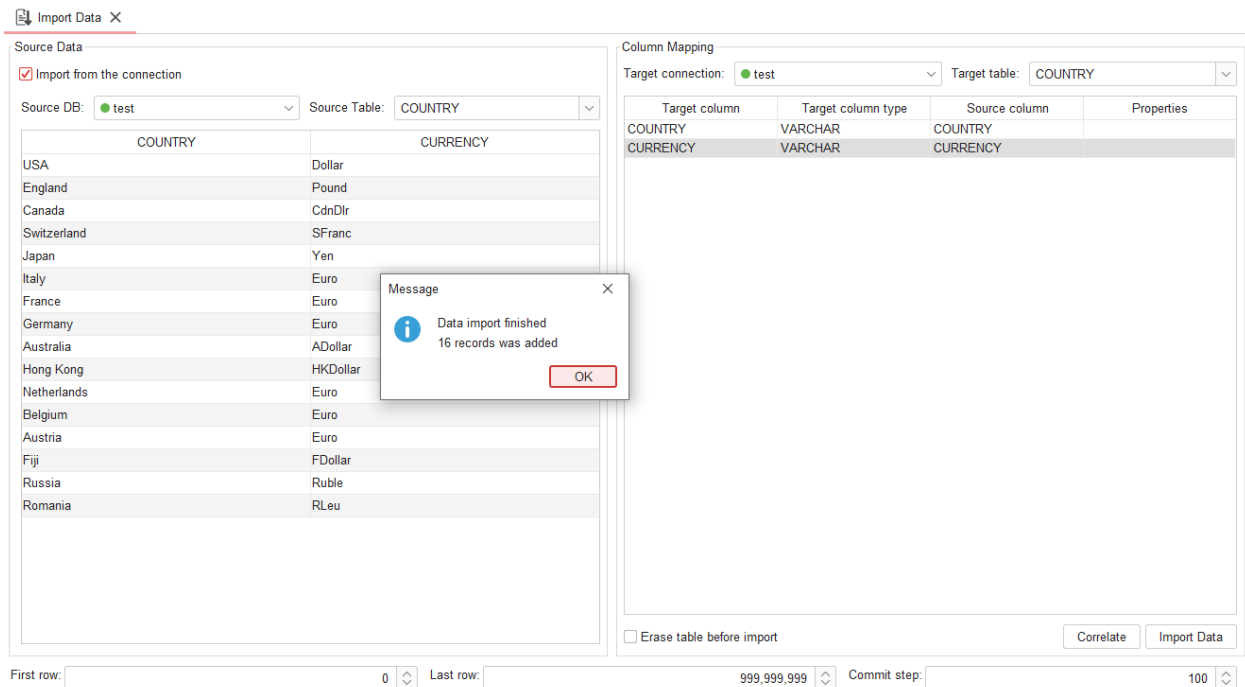 Import Data
Source Data
Import from the connection
Source DB: test Source Table: COUNTRY
COUNTRY CURRENCY
USA Dollar
England Pound
Canada CdnDlr
Switzerland SFranc
Japan Yen
Italy Euro
France Euro
Germany Euro
Australia ADollar
Hong Kong HKDollar
Netherlands Euro
Belgium Euro
Austria Euro
Fiji FDollar
Russia Ruble
Romania RLeu
Message
Data import finished
16 records was added
OK
Column Mapping
Target connection: test Target table: COUNTRY
Target column Target column type Source column Properties
COUNTRY VARCHAR COUNTRY
CURRENCY VARCHAR CURRENCY
Erase table before import Correlate Import Data
First row: 0 Last row: 999,999,999 Commit step: 100